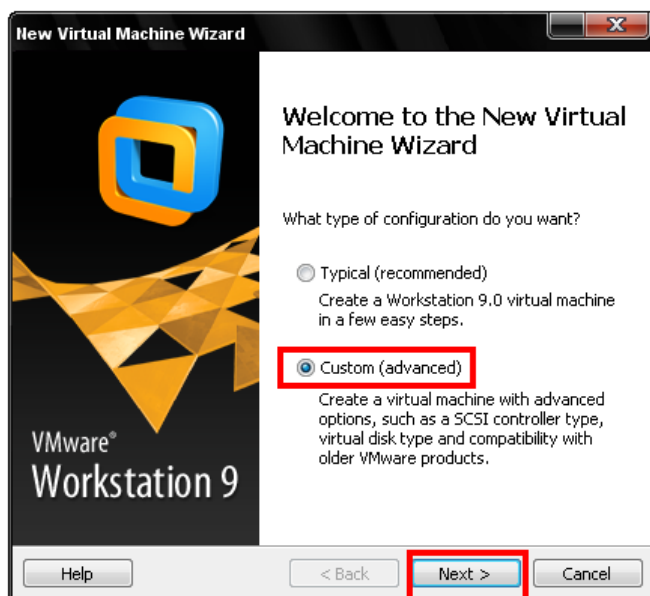 New Virtual Machine Wizard
Welcome to the New Virtual
Machine Wizard
What type of configuration do you want?
Typical (recommended)
Create a Workstation 9.0 virtual machine
in a few easy steps.
Custom (advanced)
Create a virtual machine with advanced
options, such as a SCSI controller type,
virtual disk type and compatibility with
older VMware products.
VMware®
Workstation 9
Help
< Back
Next >
Cancel